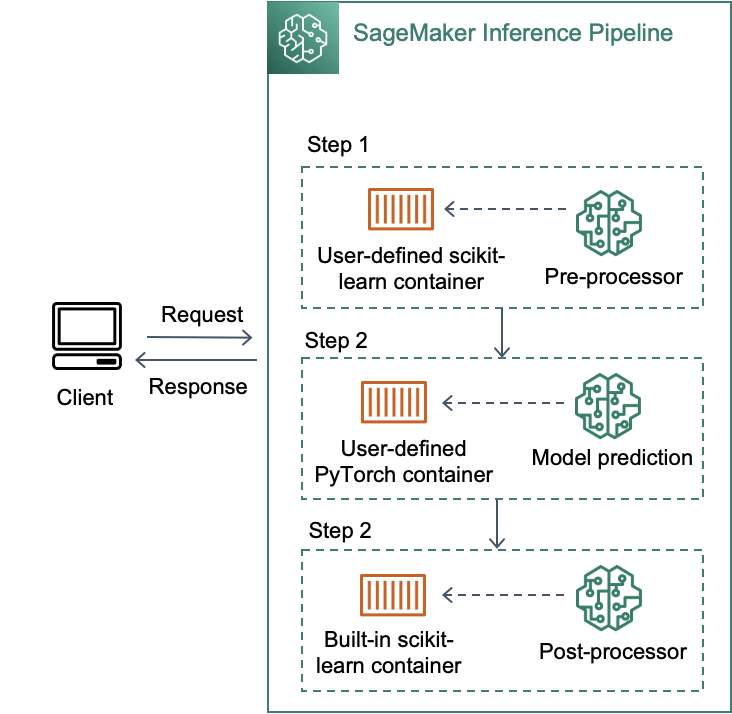 SageMaker Inference Pipeline
Step 1
User-defined scikit-
learn container
Pre-processor
Request
Response
Client
Step 2
User-defined
PyTorch container
Model prediction
Step 2
Built-in scikit-
learn container
Post-processor